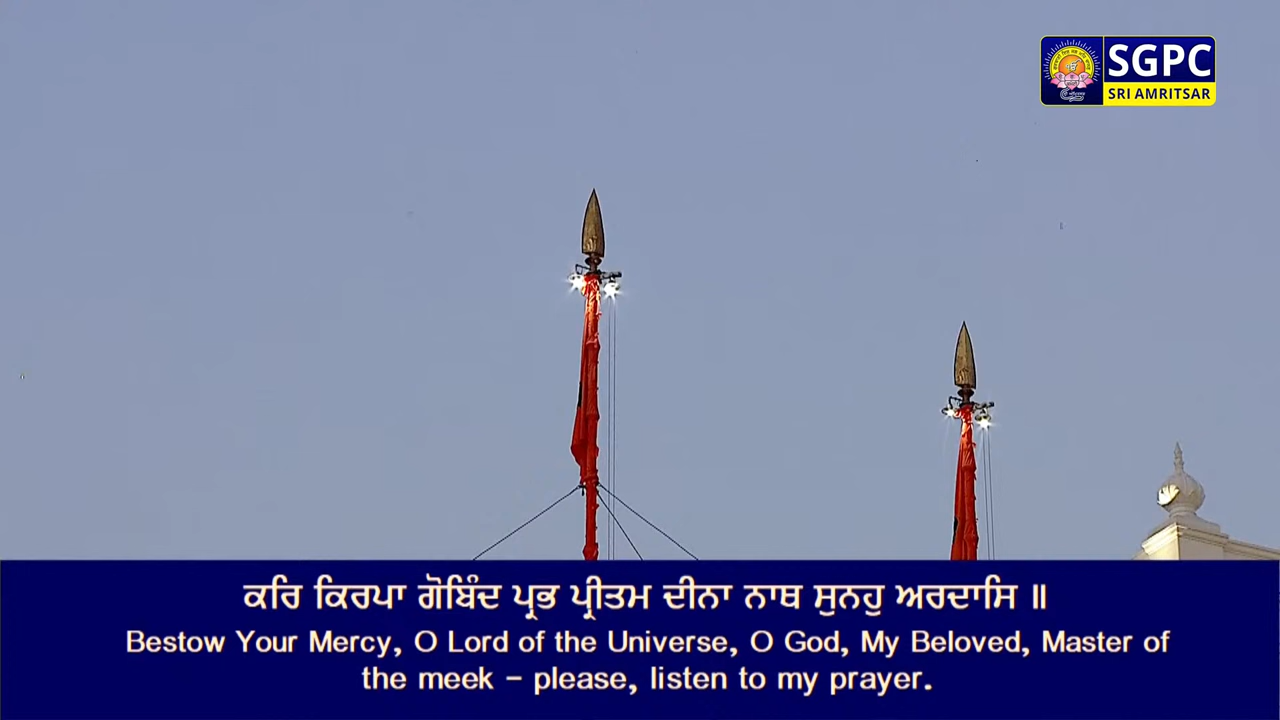 SGPC
SRI AMRITSAR
ਕਰਿ ਕਿਰਪਾ ਗੋਬਿੰਦ ਪ੍ਰਭ ਪ੍ਰੀਤਮ ਦੀਨਾ ਨਾਥ ਸੁਨਹੁ ਅਰਦਾਸਿ ॥
Bestow Your Mercy, O Lord of the Universe, O God, My Beloved, Master of
the meek – please, listen to my prayer.